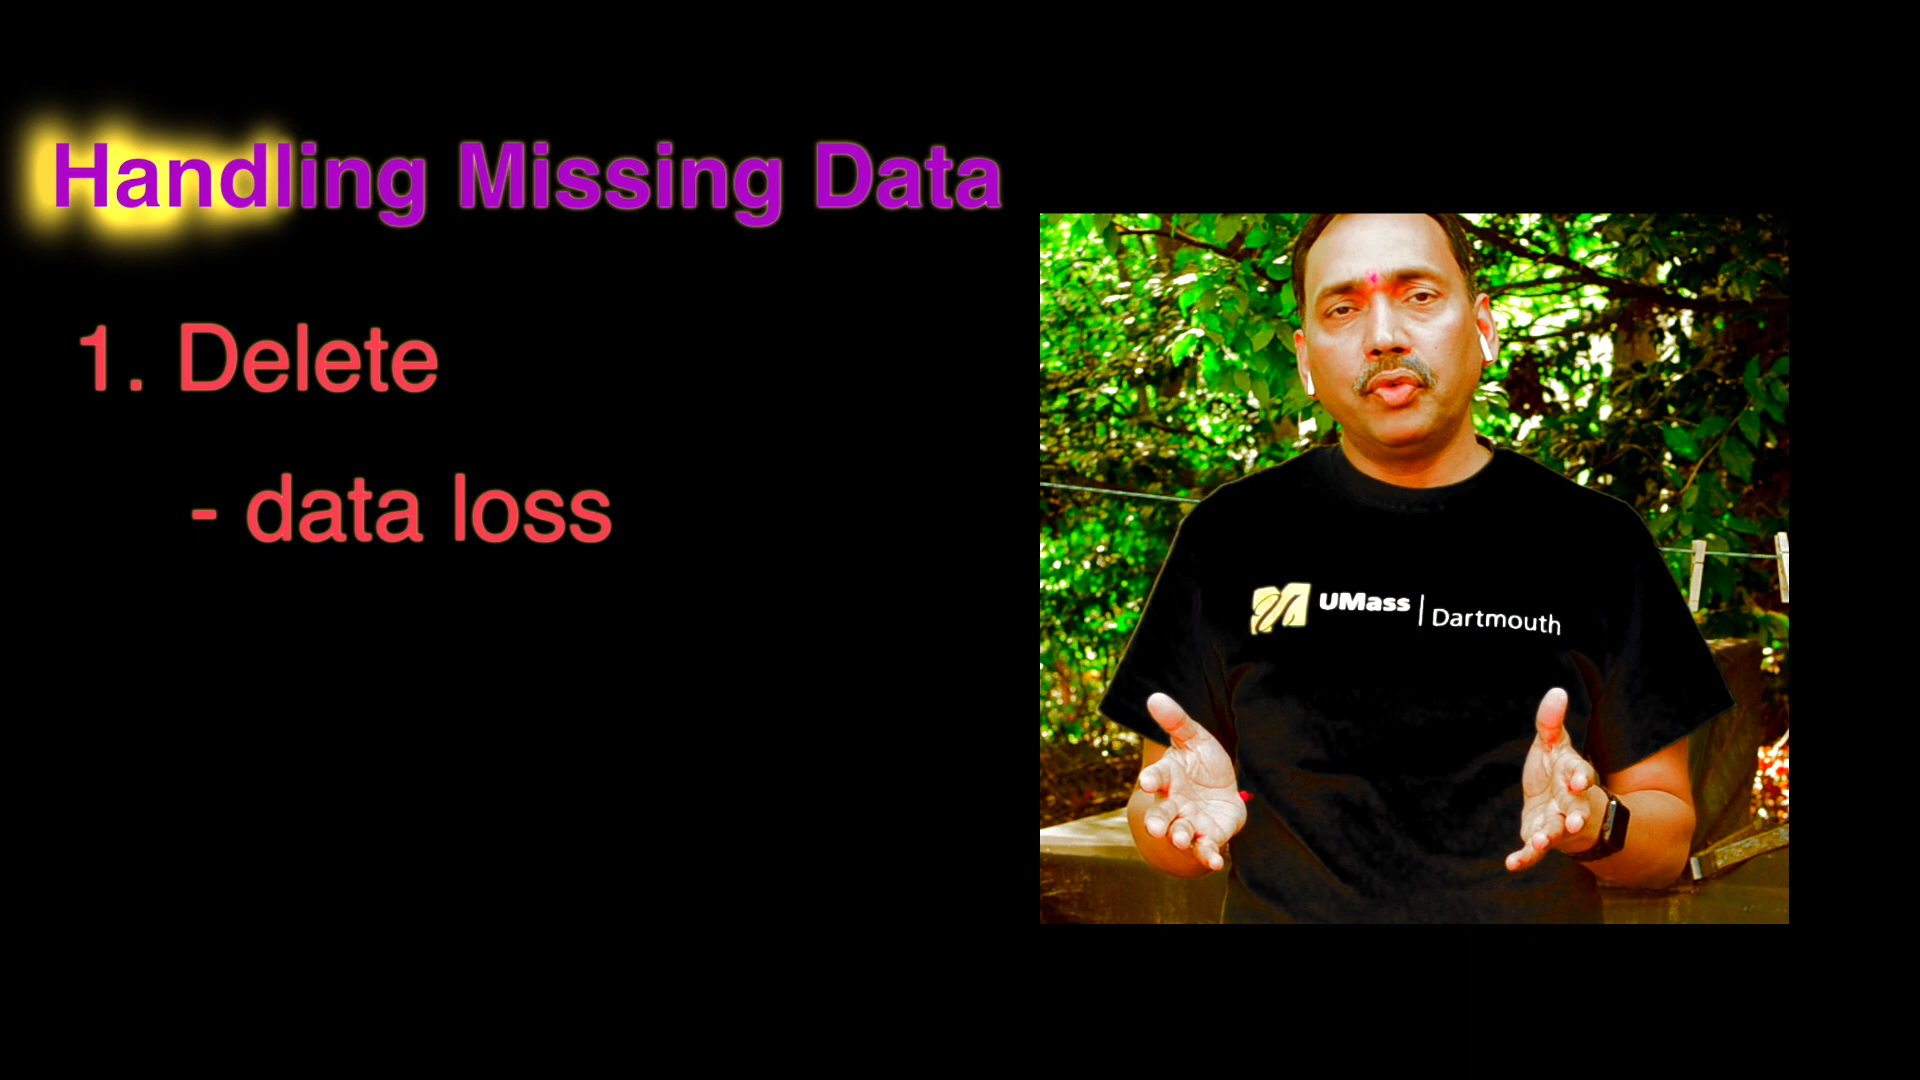 Handling Missing Data
1. Delete
- data loss
UMass | Dartmouth